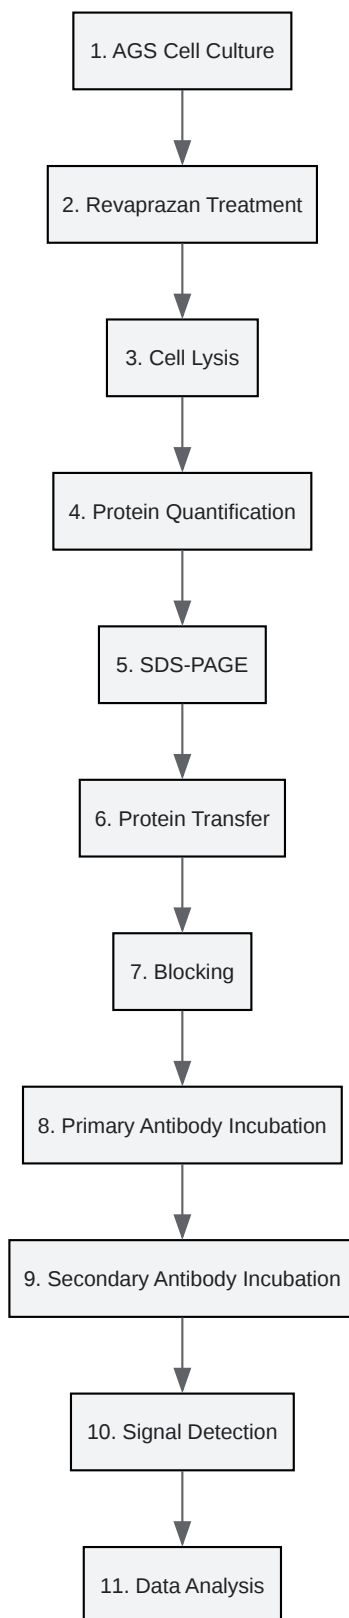 1. AGS Cell Culture
2. Revaprazan Treatment
3. Cell Lysis
4. Protein Quantification
5. SDS-PAGE
6. Protein Transfer
7. Blocking
8. Primary Antibody Incubation
9. Secondary Antibody Incubation
10. Signal Detection
11. Data Analysis